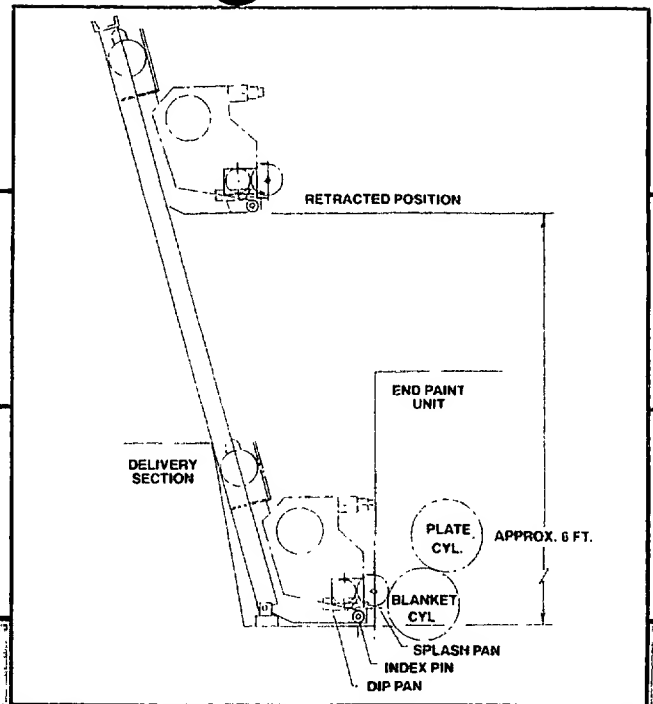 RETRACTED POSITION
END PAINT
UNIT
DELIVERY
SECTION
PLATE
CYL.
APPROX. 6 FT.
BLANKET
CYL
SPLASH PAN
INDEX PIN
DIP PAN